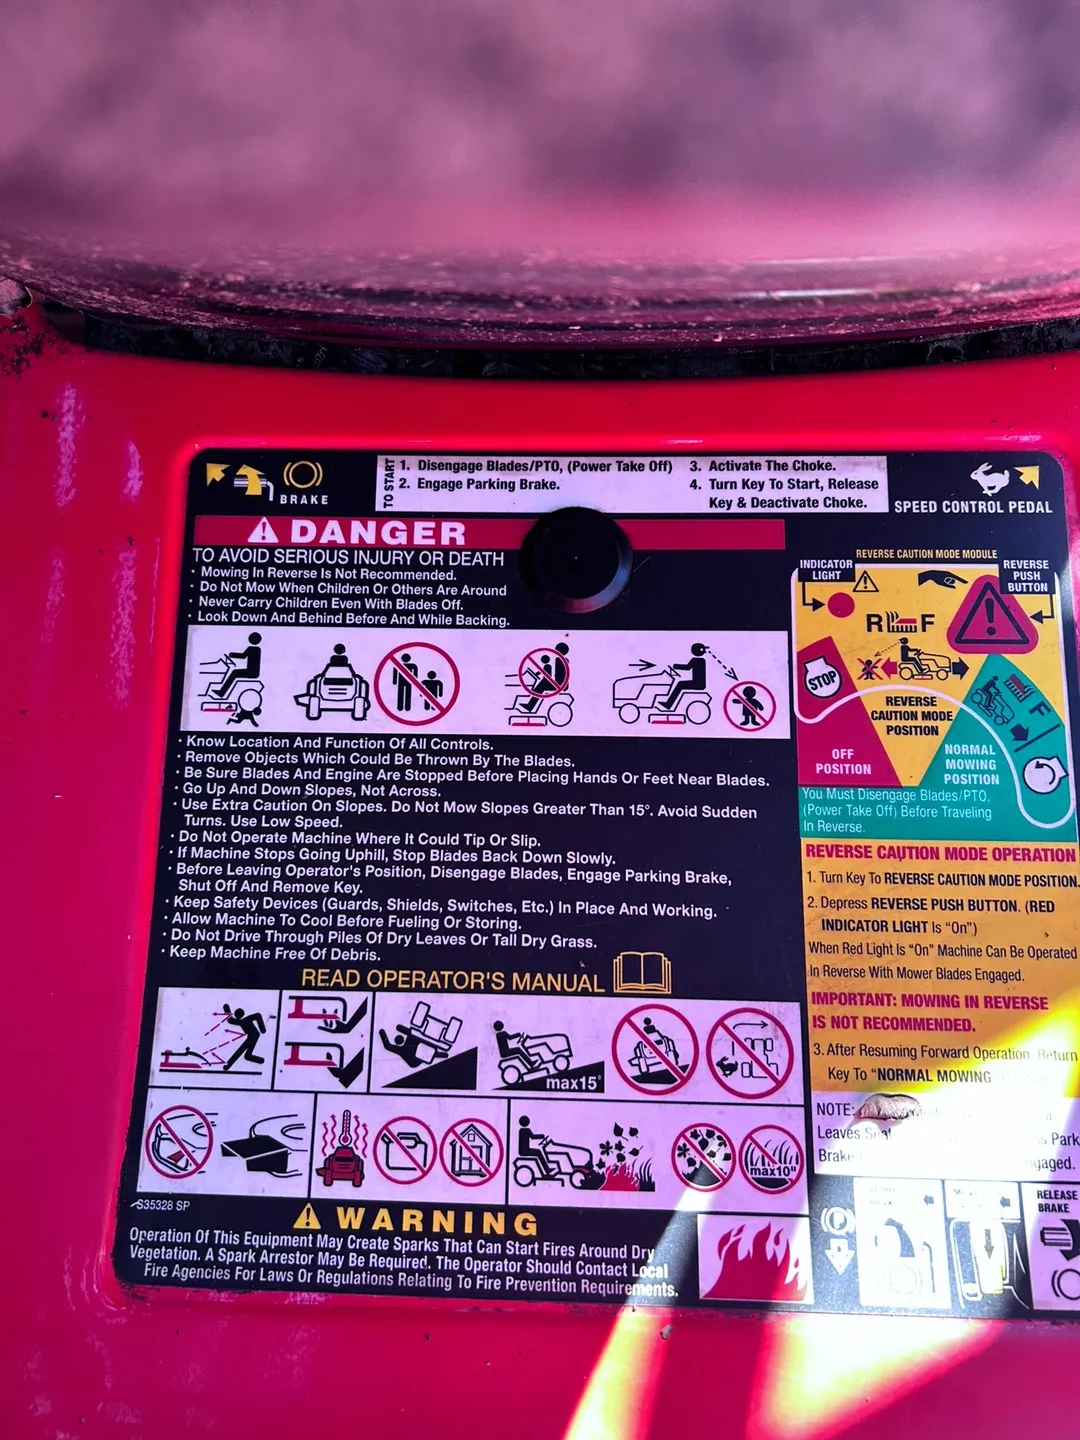 BRAKE
TO START
1. Disengage Blades/PTO, (Power Take Off)
2. Engage Parking Brake.
3. Activate The Choke.
4. Turn Key To Start, Release
Key & Deactivate Choke.
SPEED CONTROL PEDAL
DANGER
TO AVOID SERIOUS INJURY OR DEATH
· Mowing In Reverse Is Not Recommended.
· Do Not Mow When Children Or Others Are Around
· Never Carry Children Even With Blades Off.
· Look Down And Behind Before And While Backing.
· Know Location And Function Of All Controls.
· Remove Objects Which Could Be Thrown By The Blades.
· Be Sure Blades And Engine Are Stopped Before Placing Hands Or Feet Near Blades.
· Go Up And Down Slopes, Not Across.
· Use Extra Caution On Slopes. Do Not Mow Slopes Greater Than 15°. Avoid Sudden
Turns. Use Low Speed.
· Do Not Operate Machine Where It Could Tip Or Slip.
· If Machine Stops Going Uphill, Stop Blades Back Down Slowly.
· Before Leaving Operator's Position, Disengage Blades, Engage Parking Brake,
Shut Off And Remove Key.
· Keep Safety Devices (Guards, Shields, Switches, Etc.) In Place And Working.
· Allow Machine To Cool Before Fueling Or Storing.
· Do Not Drive Through Piles Of Dry Leaves Or Tall Dry Grass.
· Keep Machine Free Of Debris.
READ OPERATOR'S MANUAL
max15°
max10"
S35328 SP
WARNING
Operation Of This Equipment May Create Sparks That Can Start Fires Around Dry
Vegetation. A Spark Arrestor May Be Required. The Operator Should Contact Local
Fire Agencies For Laws Or Regulations Relating To Fire Prevention Requirements.
REVERSE CAUTION MODE MODULE
INDICATOR
LIGHT
REVERSE
PUSH
BUTTON
R F
STOP
REVERSE
CAUTION MODE
POSITION
F
OFF
POSITION
NORMAL
MOWING
POSITION
You Must Disengage Blades/PTO,
(Power Take Off) Before Traveling
In Reverse.
REVERSE CAUTION MODE OPERATION
1. Turn Key To REVERSE CAUTION MODE POSITION.
2. Depress REVERSE PUSH BUTTON. (RED
INDICATOR LIGHT Is "On")
When Red Light Is "On" Machine Can Be Operated
In Reverse With Mower Blades Engaged.
IMPORTANT: MOWING IN REVERSE
IS NOT RECOMMENDED.
3. After Resuming Forward Operation Return
Key To "NORMAL MOWING
NOTE:
Leaves Park
Brake
P
RELEASE
BRAKE